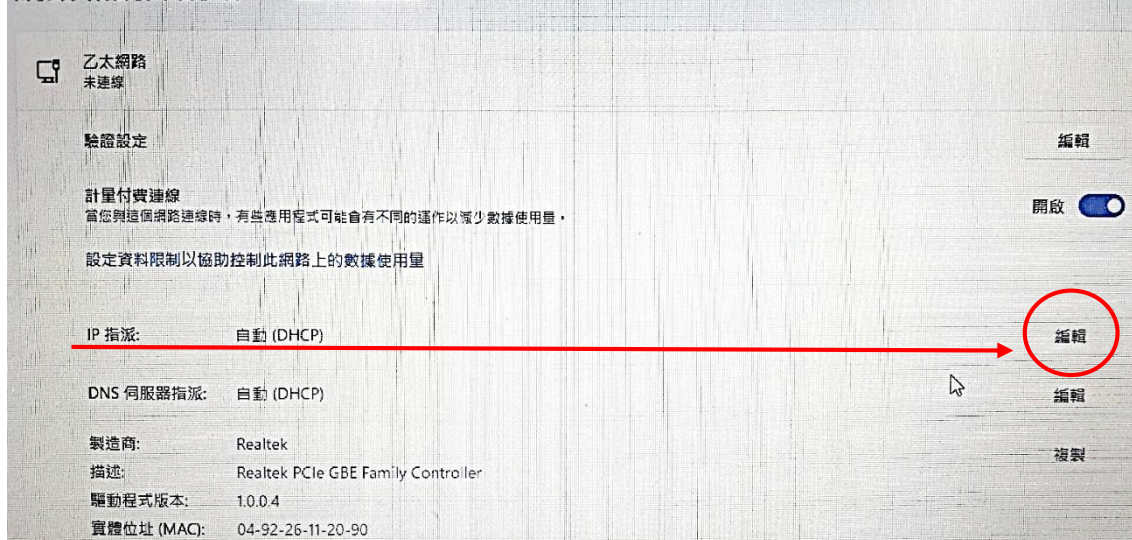 乙太網路
未連線
驗證設定
編輯
計量付費連線
當您與這個網路連線時，有些應用程式可能會有不同的運作以減少數據使用量。
開啟
設定資料限制以協助控制此網路上的數據使用量
IP 指派: 自動 (DHCP)
編輯
DNS 伺服器指派: 自動 (DHCP)
編輯
製造商: Realtek
複製
描述: Realtek PCIe GBE Family Controller
驅動程式版本: 1.0.0.4
實體位址 (MAC): 04-92-26-11-20-90